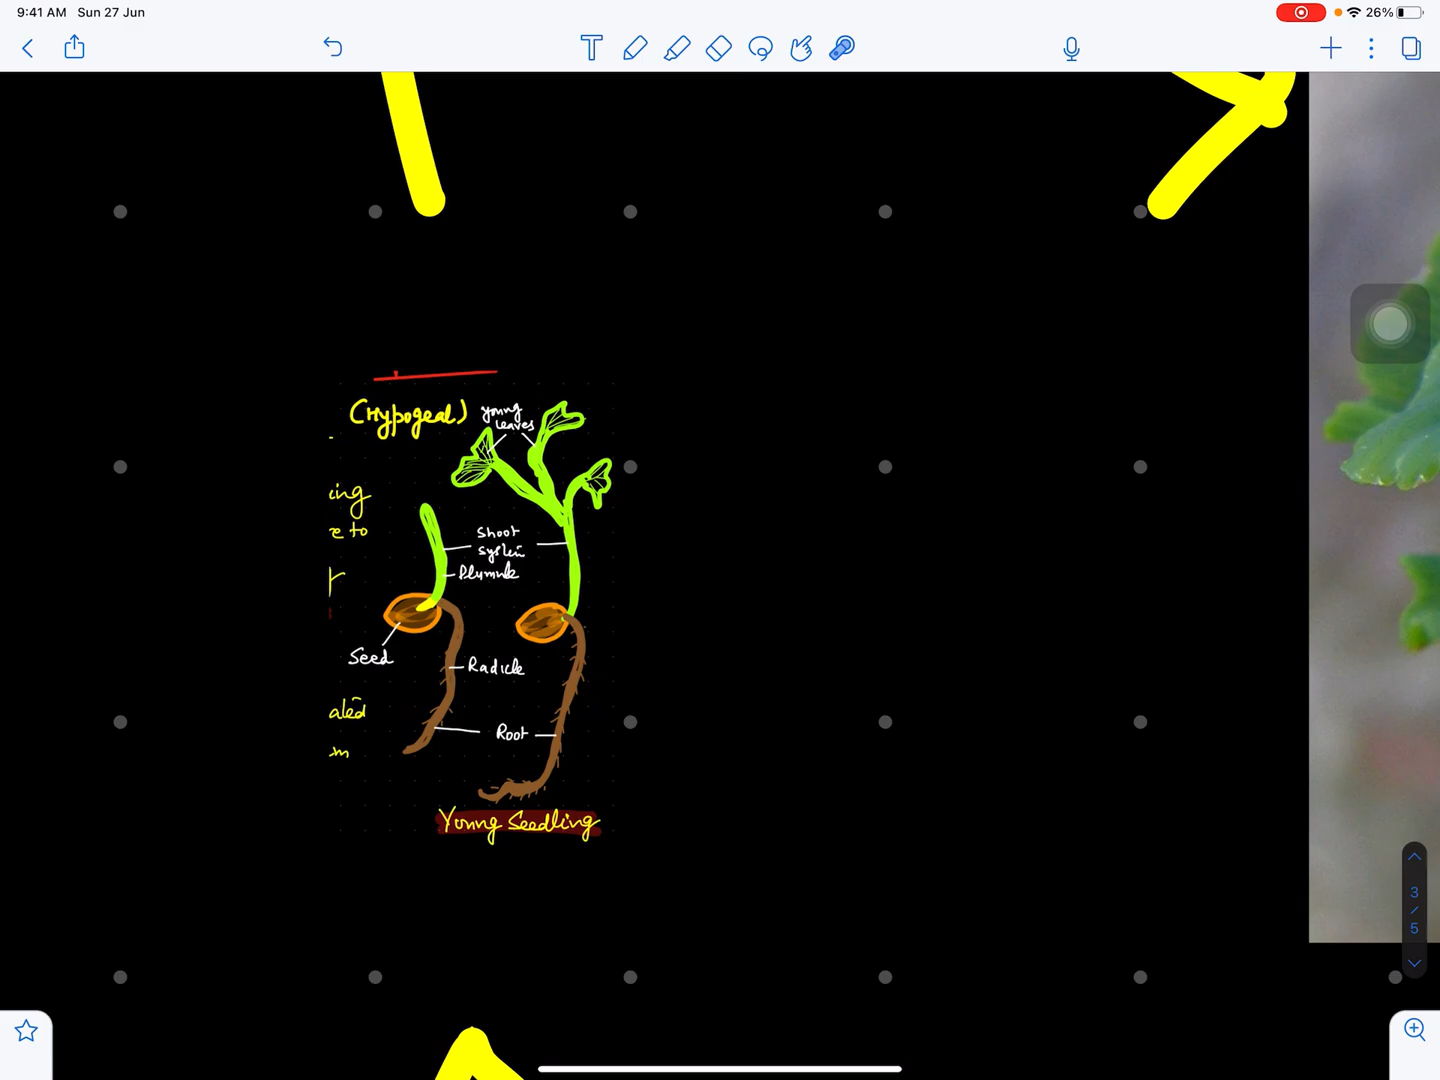 9:41 AM Sun 27 Jun
26%
(Hypogeal)
young
leaves
ing
e to
Shoot
system
Plumule
Seed
Radicle
ated
Root
Young Seedling
3
/
5